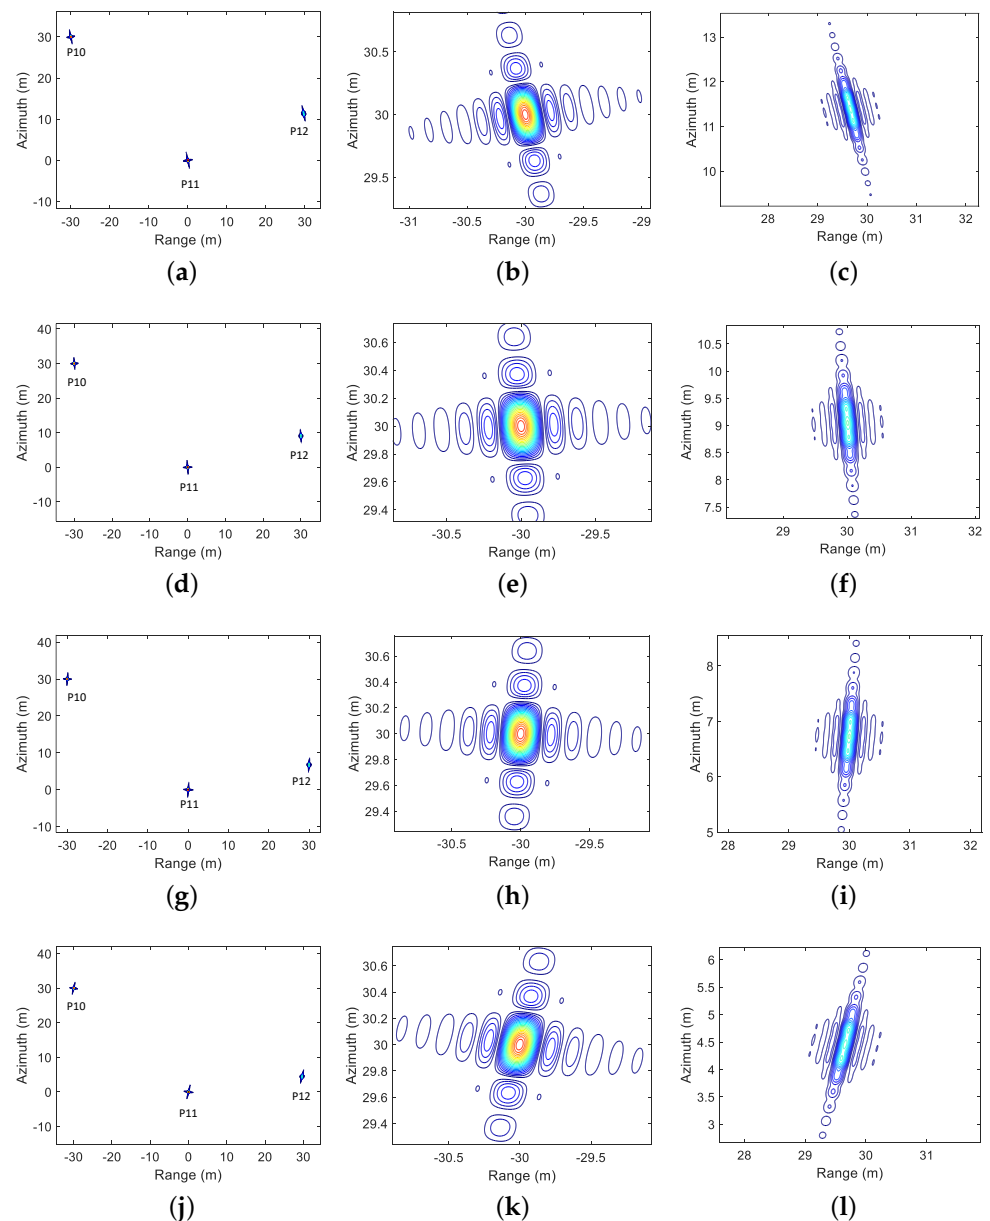 30
20
10
0
-10
Azimuth (m)
P10
P11
P12
-30 -20 -10 0 10 20 30
Range (m)
(a)
30.5
30
29.5
Azimuth (m)
-31 -30.5 -30 -29.5 -29
Range (m)
(b)
13
12
11
10
Azimuth (m)
28 29 30 31 32
Range (m)
(c)
40
30
20
10
0
-10
Azimuth (m)
P10
P12
P11
-30 -20 -10 0 10 20 30
Range (m)
(d)
30.6
30.4
30.2
30
29.8
29.6
29.4
Azimuth (m)
-30.5 -30 -29.5
Range (m)
(e)
10.5
10
9.5
9
8.5
8
7.5
Azimuth (m)
29 30 31 32
Range (m)
(f)
40
30
20
10
0
-10
Azimuth (m)
P10
P12
P11
-30 -20 -10 0 10 20 30
Range (m)
(g)
30.6
30.4
30.2
30
29.8
29.6
29.4
Azimuth (m)
-30.5 -30 -29.5
Range (m)
(h)
8
7
6
5
Azimuth (m)
28 29 30 31 32
Range (m)
(i)
40
30
20
10
0
-10
Azimuth (m)
P10
P12
P11
-30 -20 -10 0 10 20 30
Range (m)
(j)
30.6
30.4
30.2
30
29.8
29.6
29.4
Azimuth (m)
-30.5 -30 -29.5
Range (m)
(k)
6
5.5
5
4.5
4
3.5
3
Azimuth (m)
28 29 30 31
Range (m)
(l)